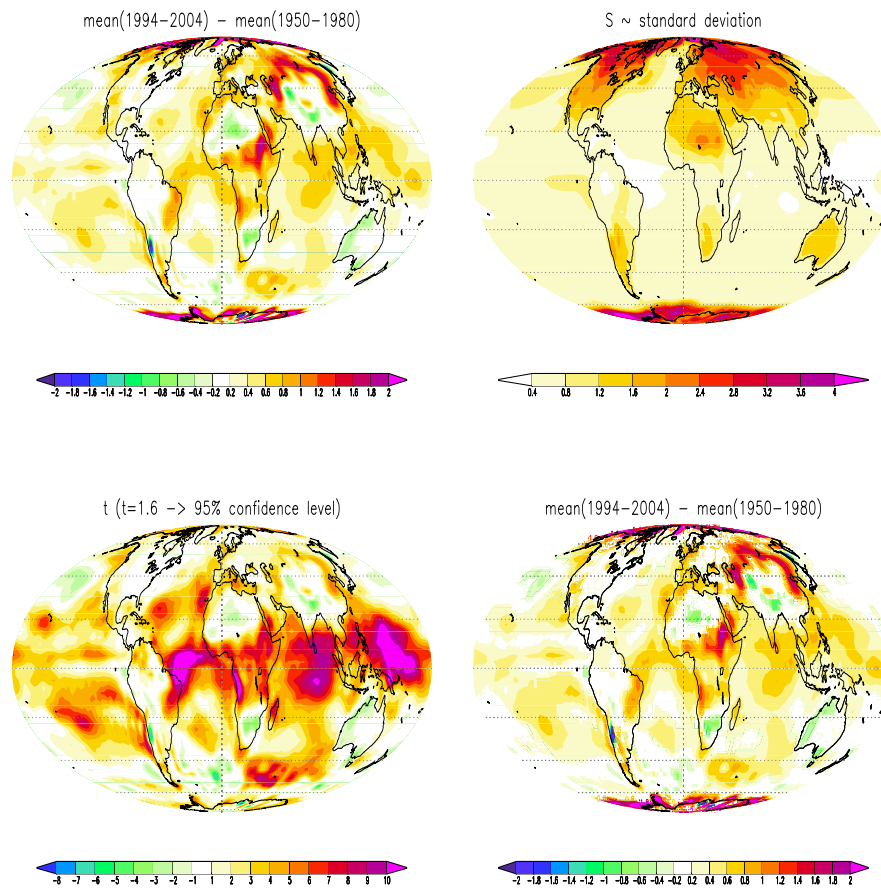 mean(1994-2004) - mean(1950-1980)
S ~ standard deviation
-2 -1.8 -1.6 -1.4 -1.2 -1 -0.8 -0.6 -0.4 -0.2 0.2 0.4 0.6 0.8 1 1.2 1.4 1.6 1.8 2
0.4 0.8 1.2 1.6 2 2.4 2.8 3.2 3.6 4
t (t=1.6 -> 95% confidence level)
mean(1994-2004) - mean(1950-1980)
-8 -7 -6 -5 -4 -3 -2 -1 1 2 3 4 5 6 7 8 9 10
-2 -1.8 -1.6 -1.4 -1.2 -1 -0.8 -0.6 -0.4 -0.2 0.2 0.4 0.6 0.8 1 1.2 1.4 1.6 1.8 2